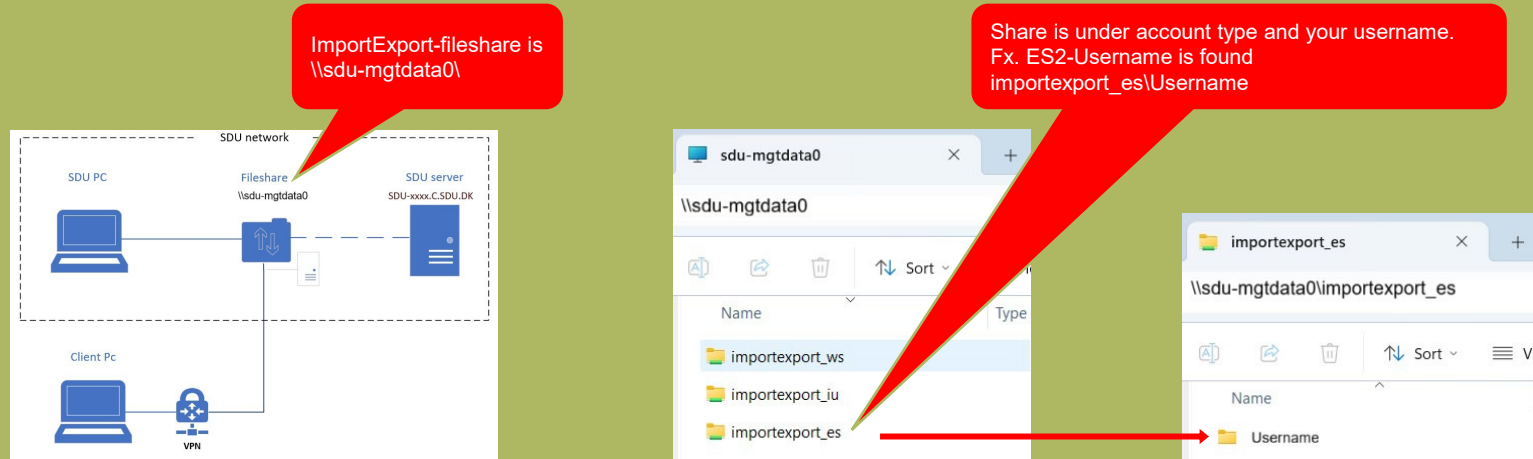 ImportExport-fileshare is
\\sdu-mgtdata0\
Share is under account type and your username.
Fx. ES2-Username is found
importexport_es\Username
SDU network
SDU PC
Fileshare
\\sdu-mgtdata0
SDU server
SDU-xxxx.C.SDU.DK
Client Pc
VPN
sdu-mgtdata0
\\sdu-mgtdata0
Sort
Name
Type
importexport_ws
importexport_iu
importexport_es
importexport_es
\\sdu-mgtdata0\importexport_es
Sort
Name
Username